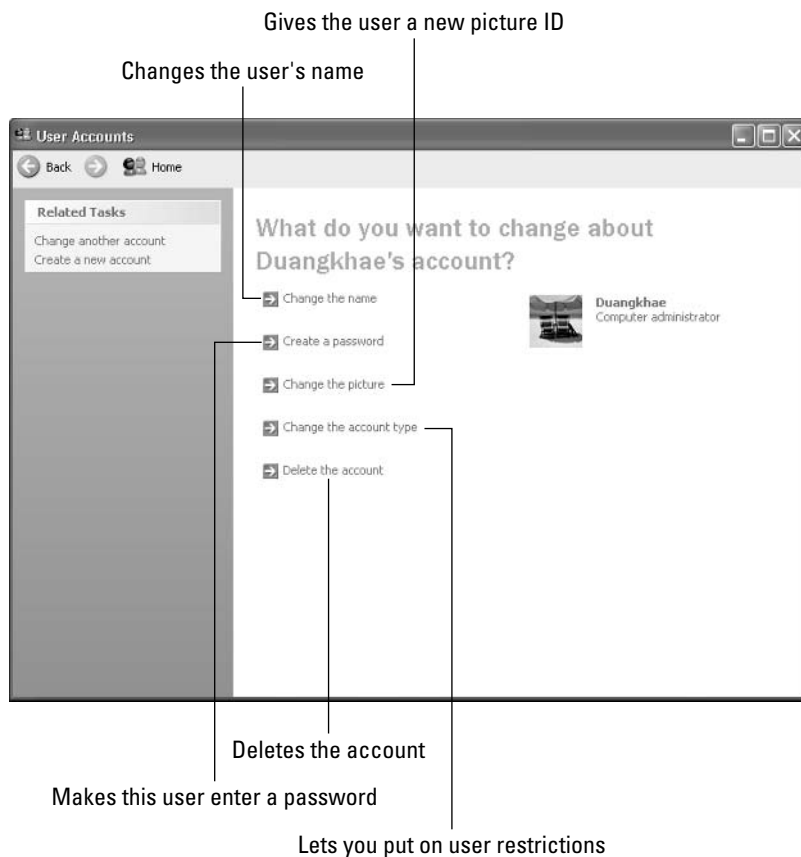 Gives the user a new picture ID
Changes the user's name
User Accounts
Back
Home
Related Tasks
Change another account
Create a new account
What do you want to change about
Duangkhae's account?
Change the name
Create a password
Change the picture
Change the account type
Delete the account
Duangkhae
Computer administrator
Deletes the account
Makes this user enter a password
Lets you put on user restrictions